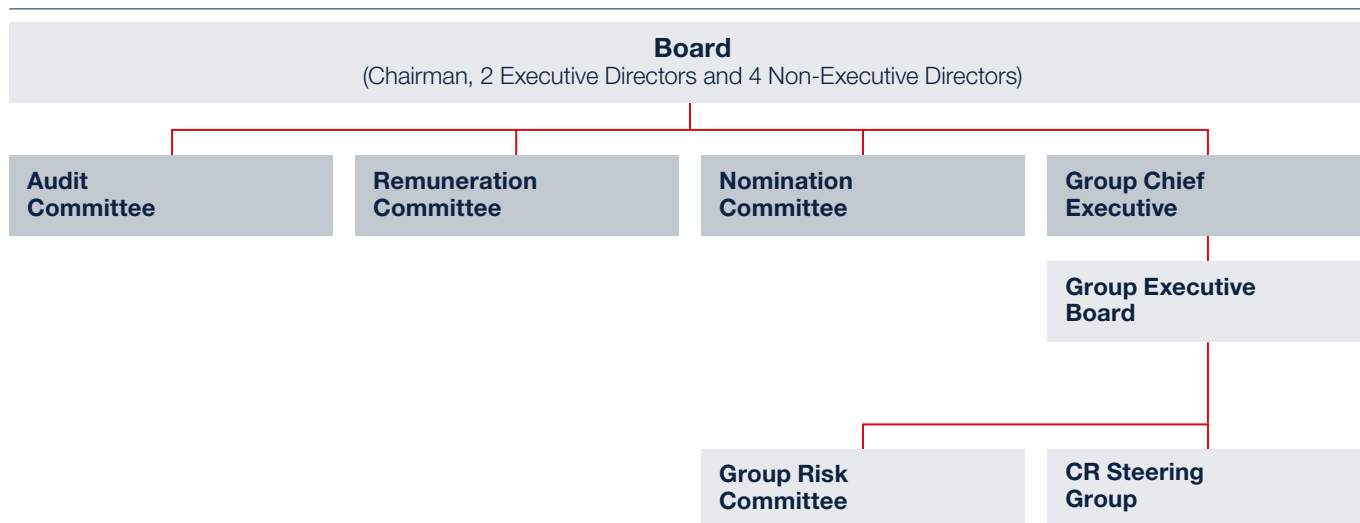 Board
(Chairman, 2 Executive Directors and 4 Non-Executive Directors)
Audit
Committee
Remuneration
Committee
Nomination
Committee
Group Chief
Executive
Group Executive
Board
Group Risk
Committee
CR Steering
Group